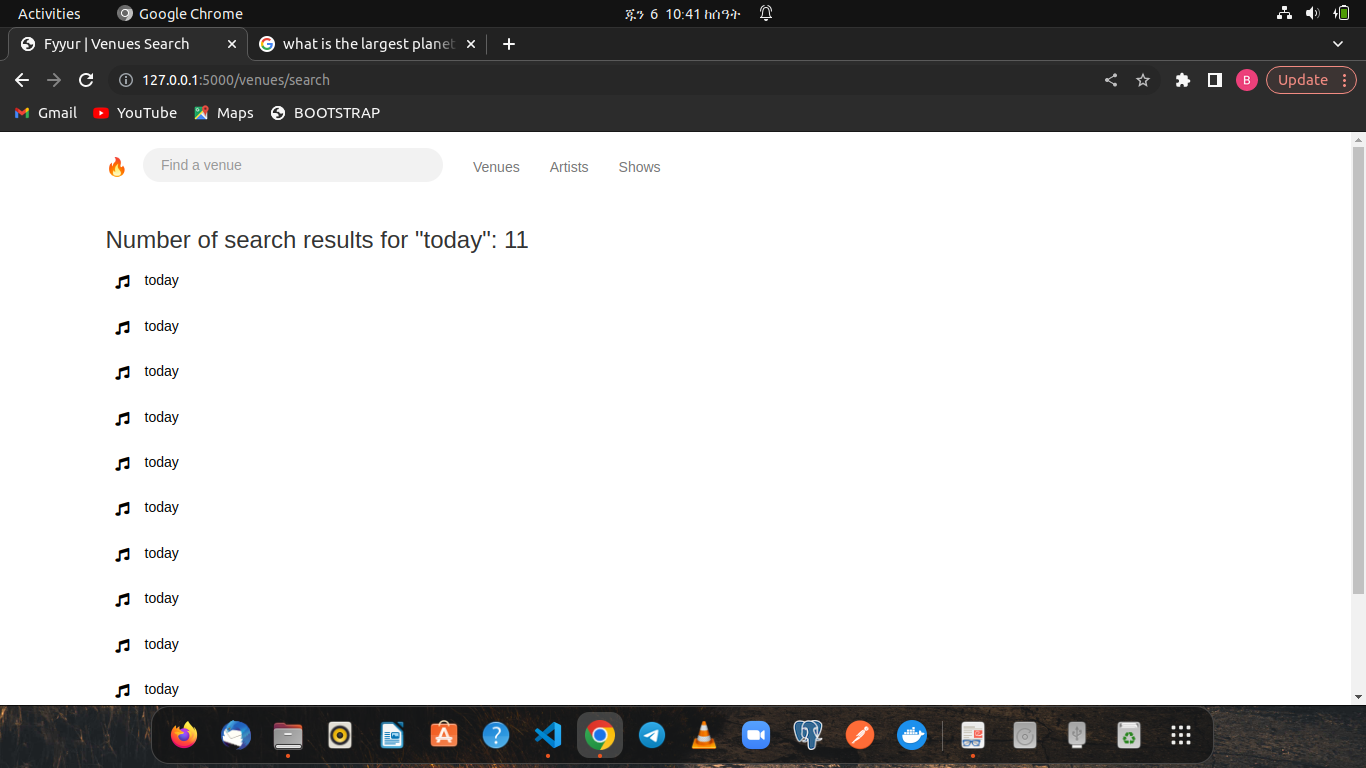 Activities Google Chrome ጁን 6 10:41 ከሰዓት
Fyyur | Venues Search what is the largest planet
127.0.0.1:5000/venues/search B Update
Gmail YouTube Maps BOOTSTRAP
Find a venue Venues Artists Shows
Number of search results for "today": 11
today
today
today
today
today
today
today
today
today
today